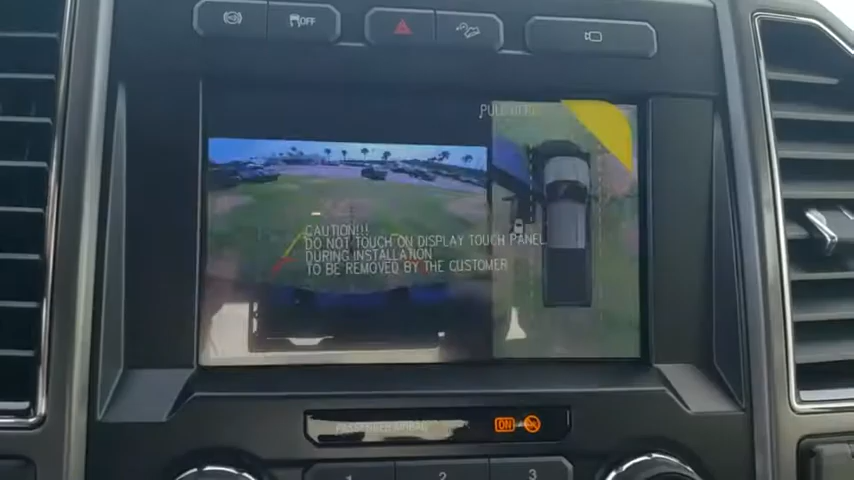 OFF
PULL
CAUTION!!!
DO NOT TOUCH ON DISPLAY TOUCH PANEL
DURING INSTALLATION
TO BE REMOVED BY THE CUSTOMER
PASSENGER AIRBAG
ON
1 2 3